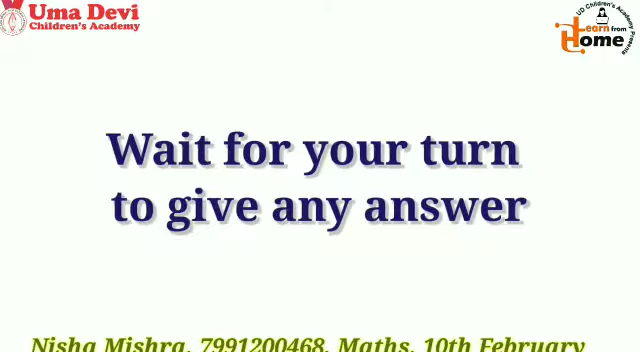 Uma Devi
Children's Academy
UD Children's Academy Presents
Learn from
Home
Wait for your turn
to give any answer
Nisha Mishra, 7991200468, Maths, 10th February